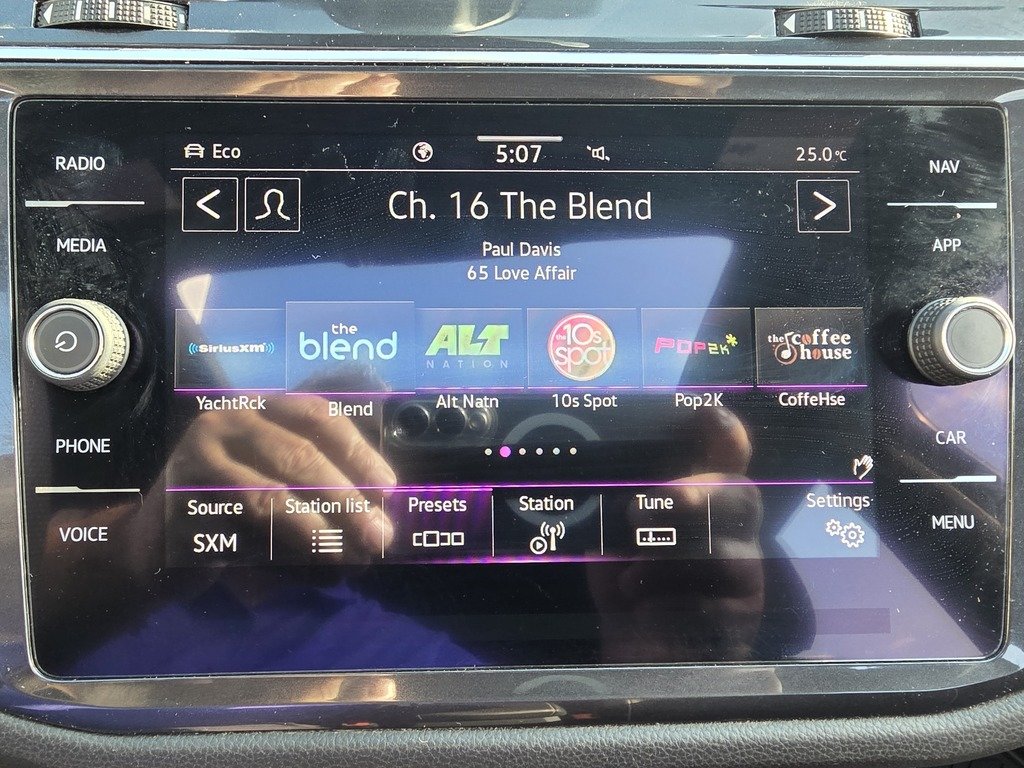 RADIO
MEDIA
PHONE
VOICE
Eco
5:07
25.0°C
Ch. 16 The Blend
Paul Davis
65 Love Affair
SiriusXM
the
blend
ALT
NATION
the 10s
spot
POP2K
the coffee
house
YachtRck
Blend
Alt Natn
10s Spot
Pop2K
CoffeHse
Source
SXM
Station list
Presets
Station
Tune
Settings
NAV
APP
CAR
MENU